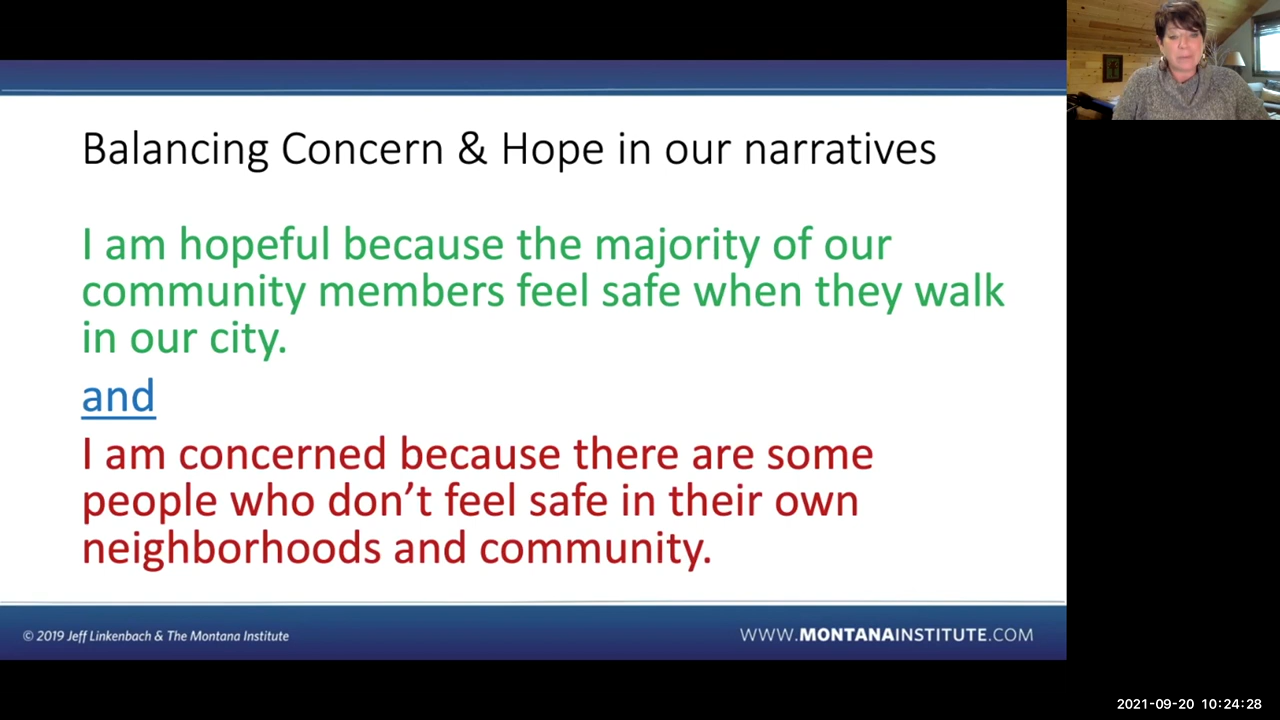 Balancing Concern & Hope in our narratives
I am hopeful because the majority of our
community members feel safe when they walk
in our city.
and
I am concerned because there are some
people who don’t feel safe in their own
neighborhoods and community.
© 2019 Jeff Linkenbach & The Montana Institute
WWW.MONTANAINSTITUTE.COM
2021-09-20 10:24:28